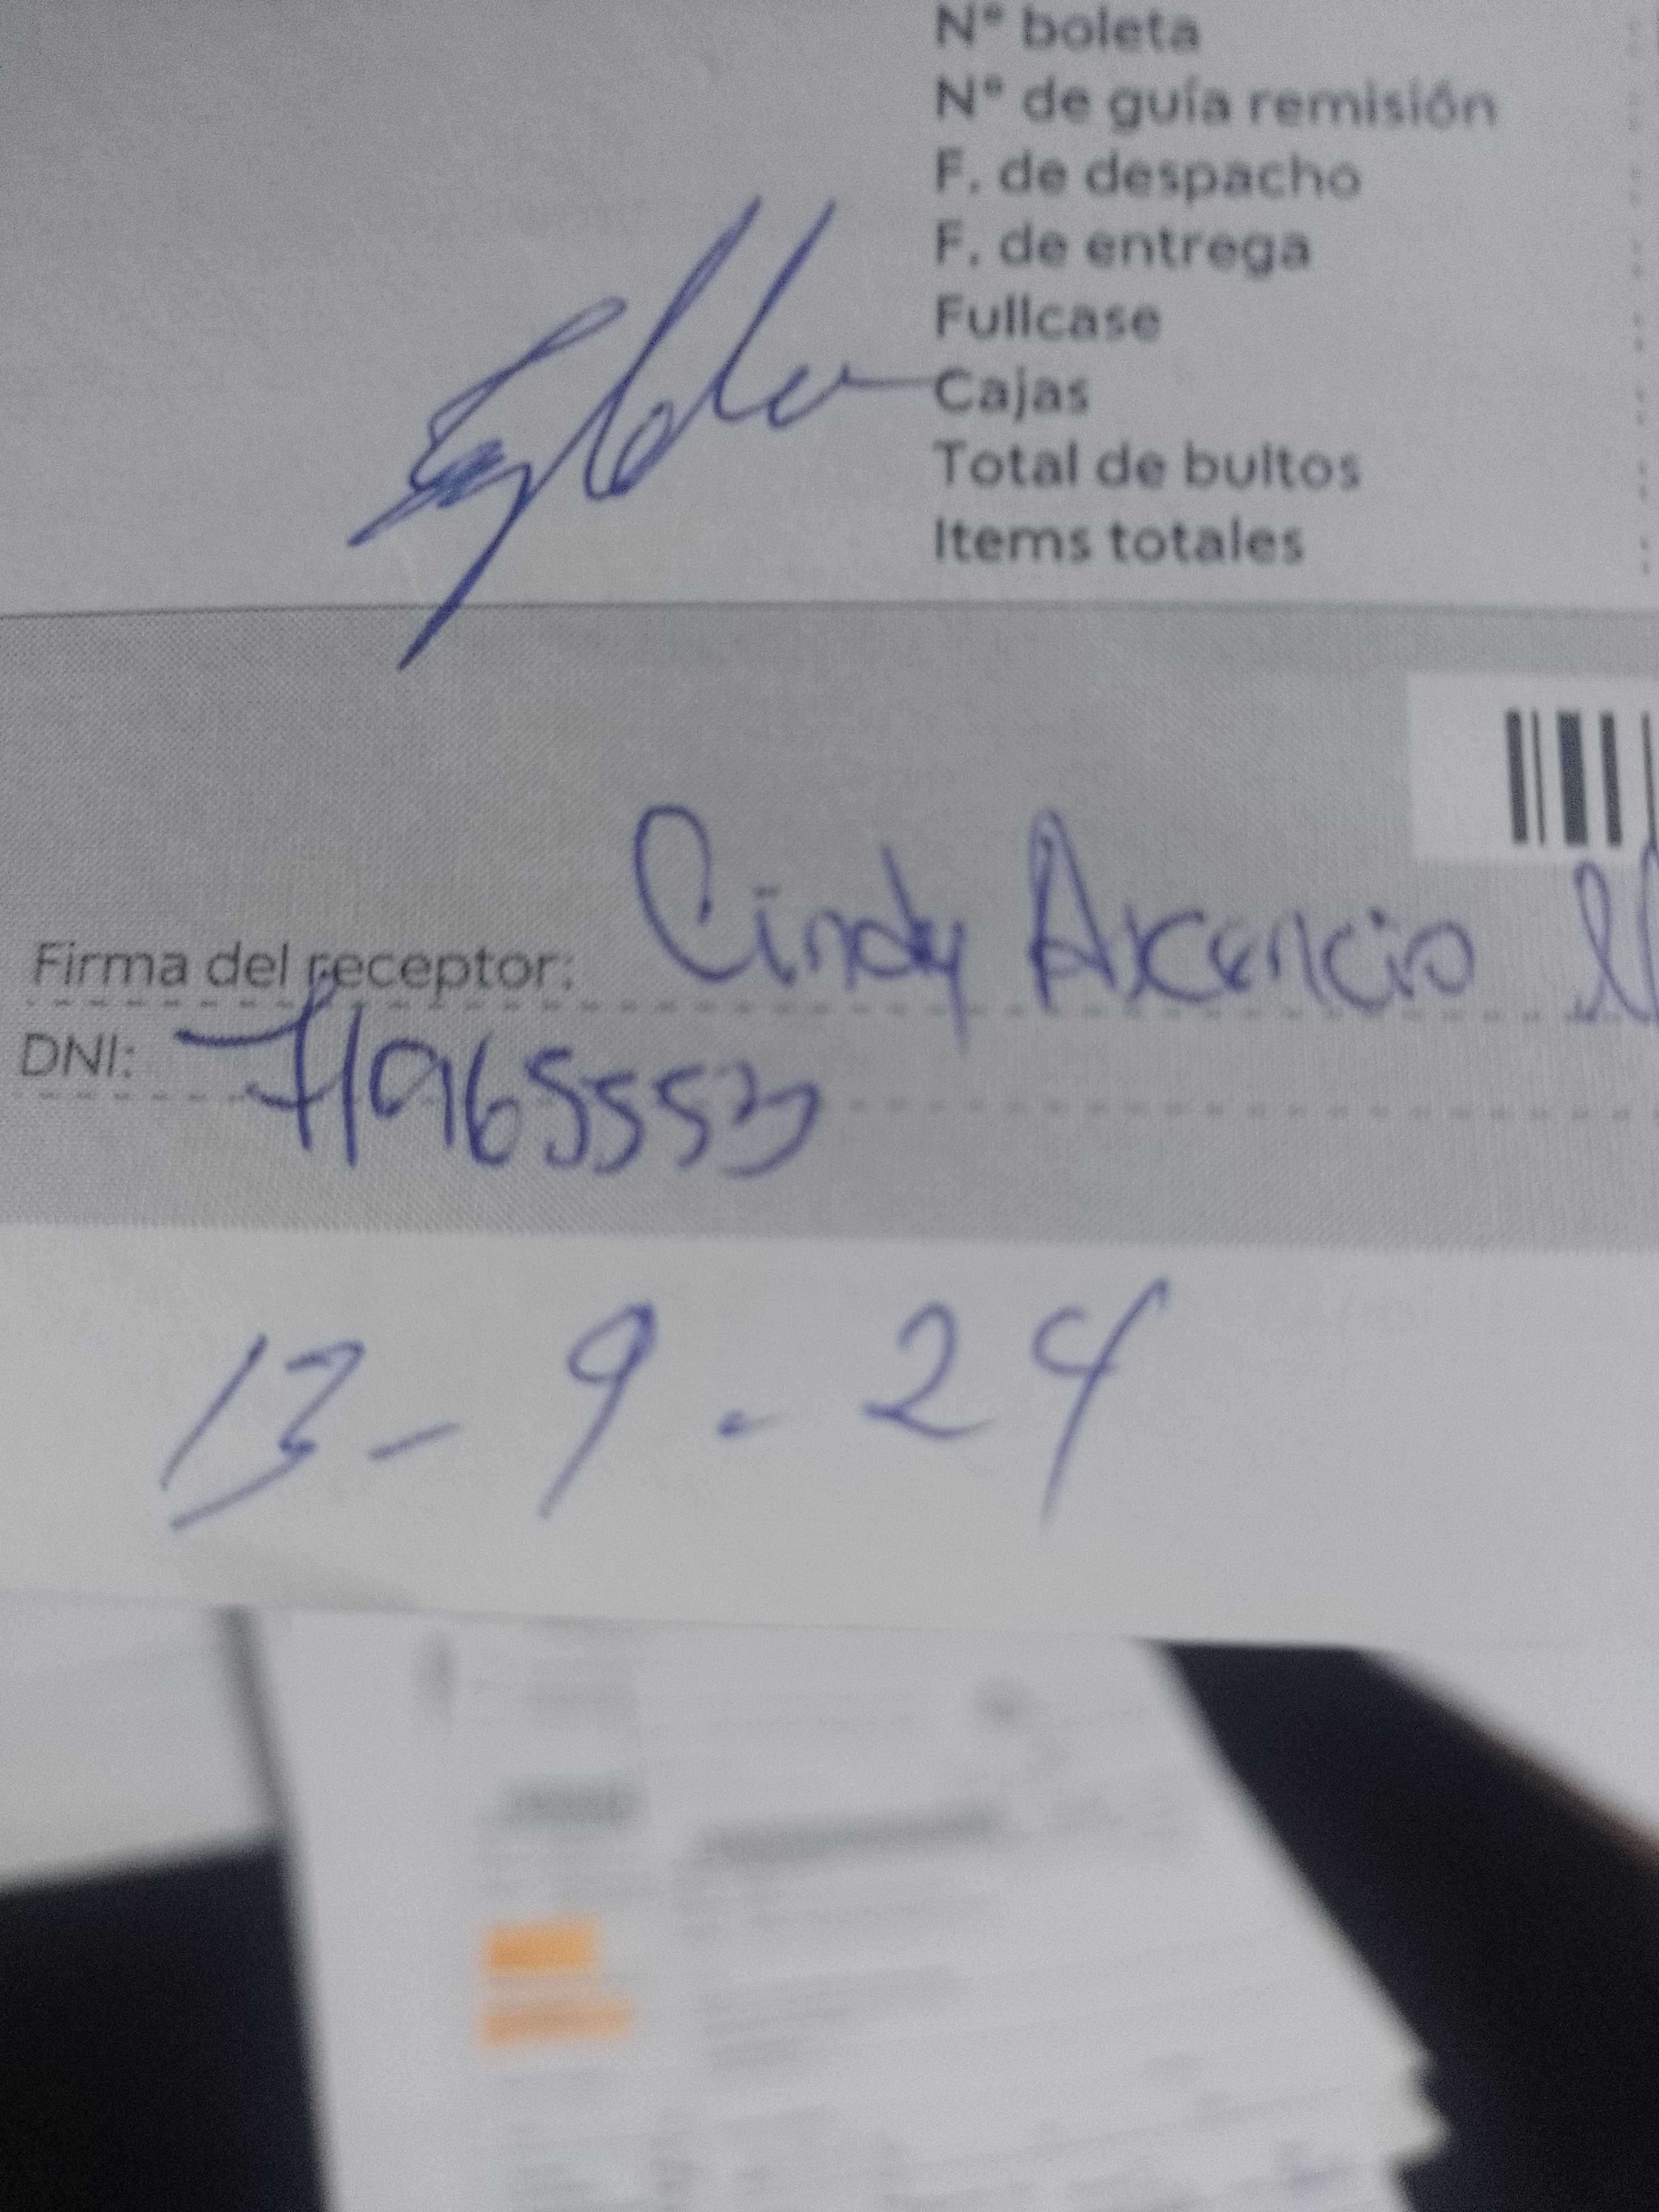 N° boleta
N° de guía remisión
F. de despacho
F. de entrega
Fullcase
Cajas
Total de bultos
Items totales
Firma del receptor: Cindy Axcencio
DNI: 71965553
13-9-24